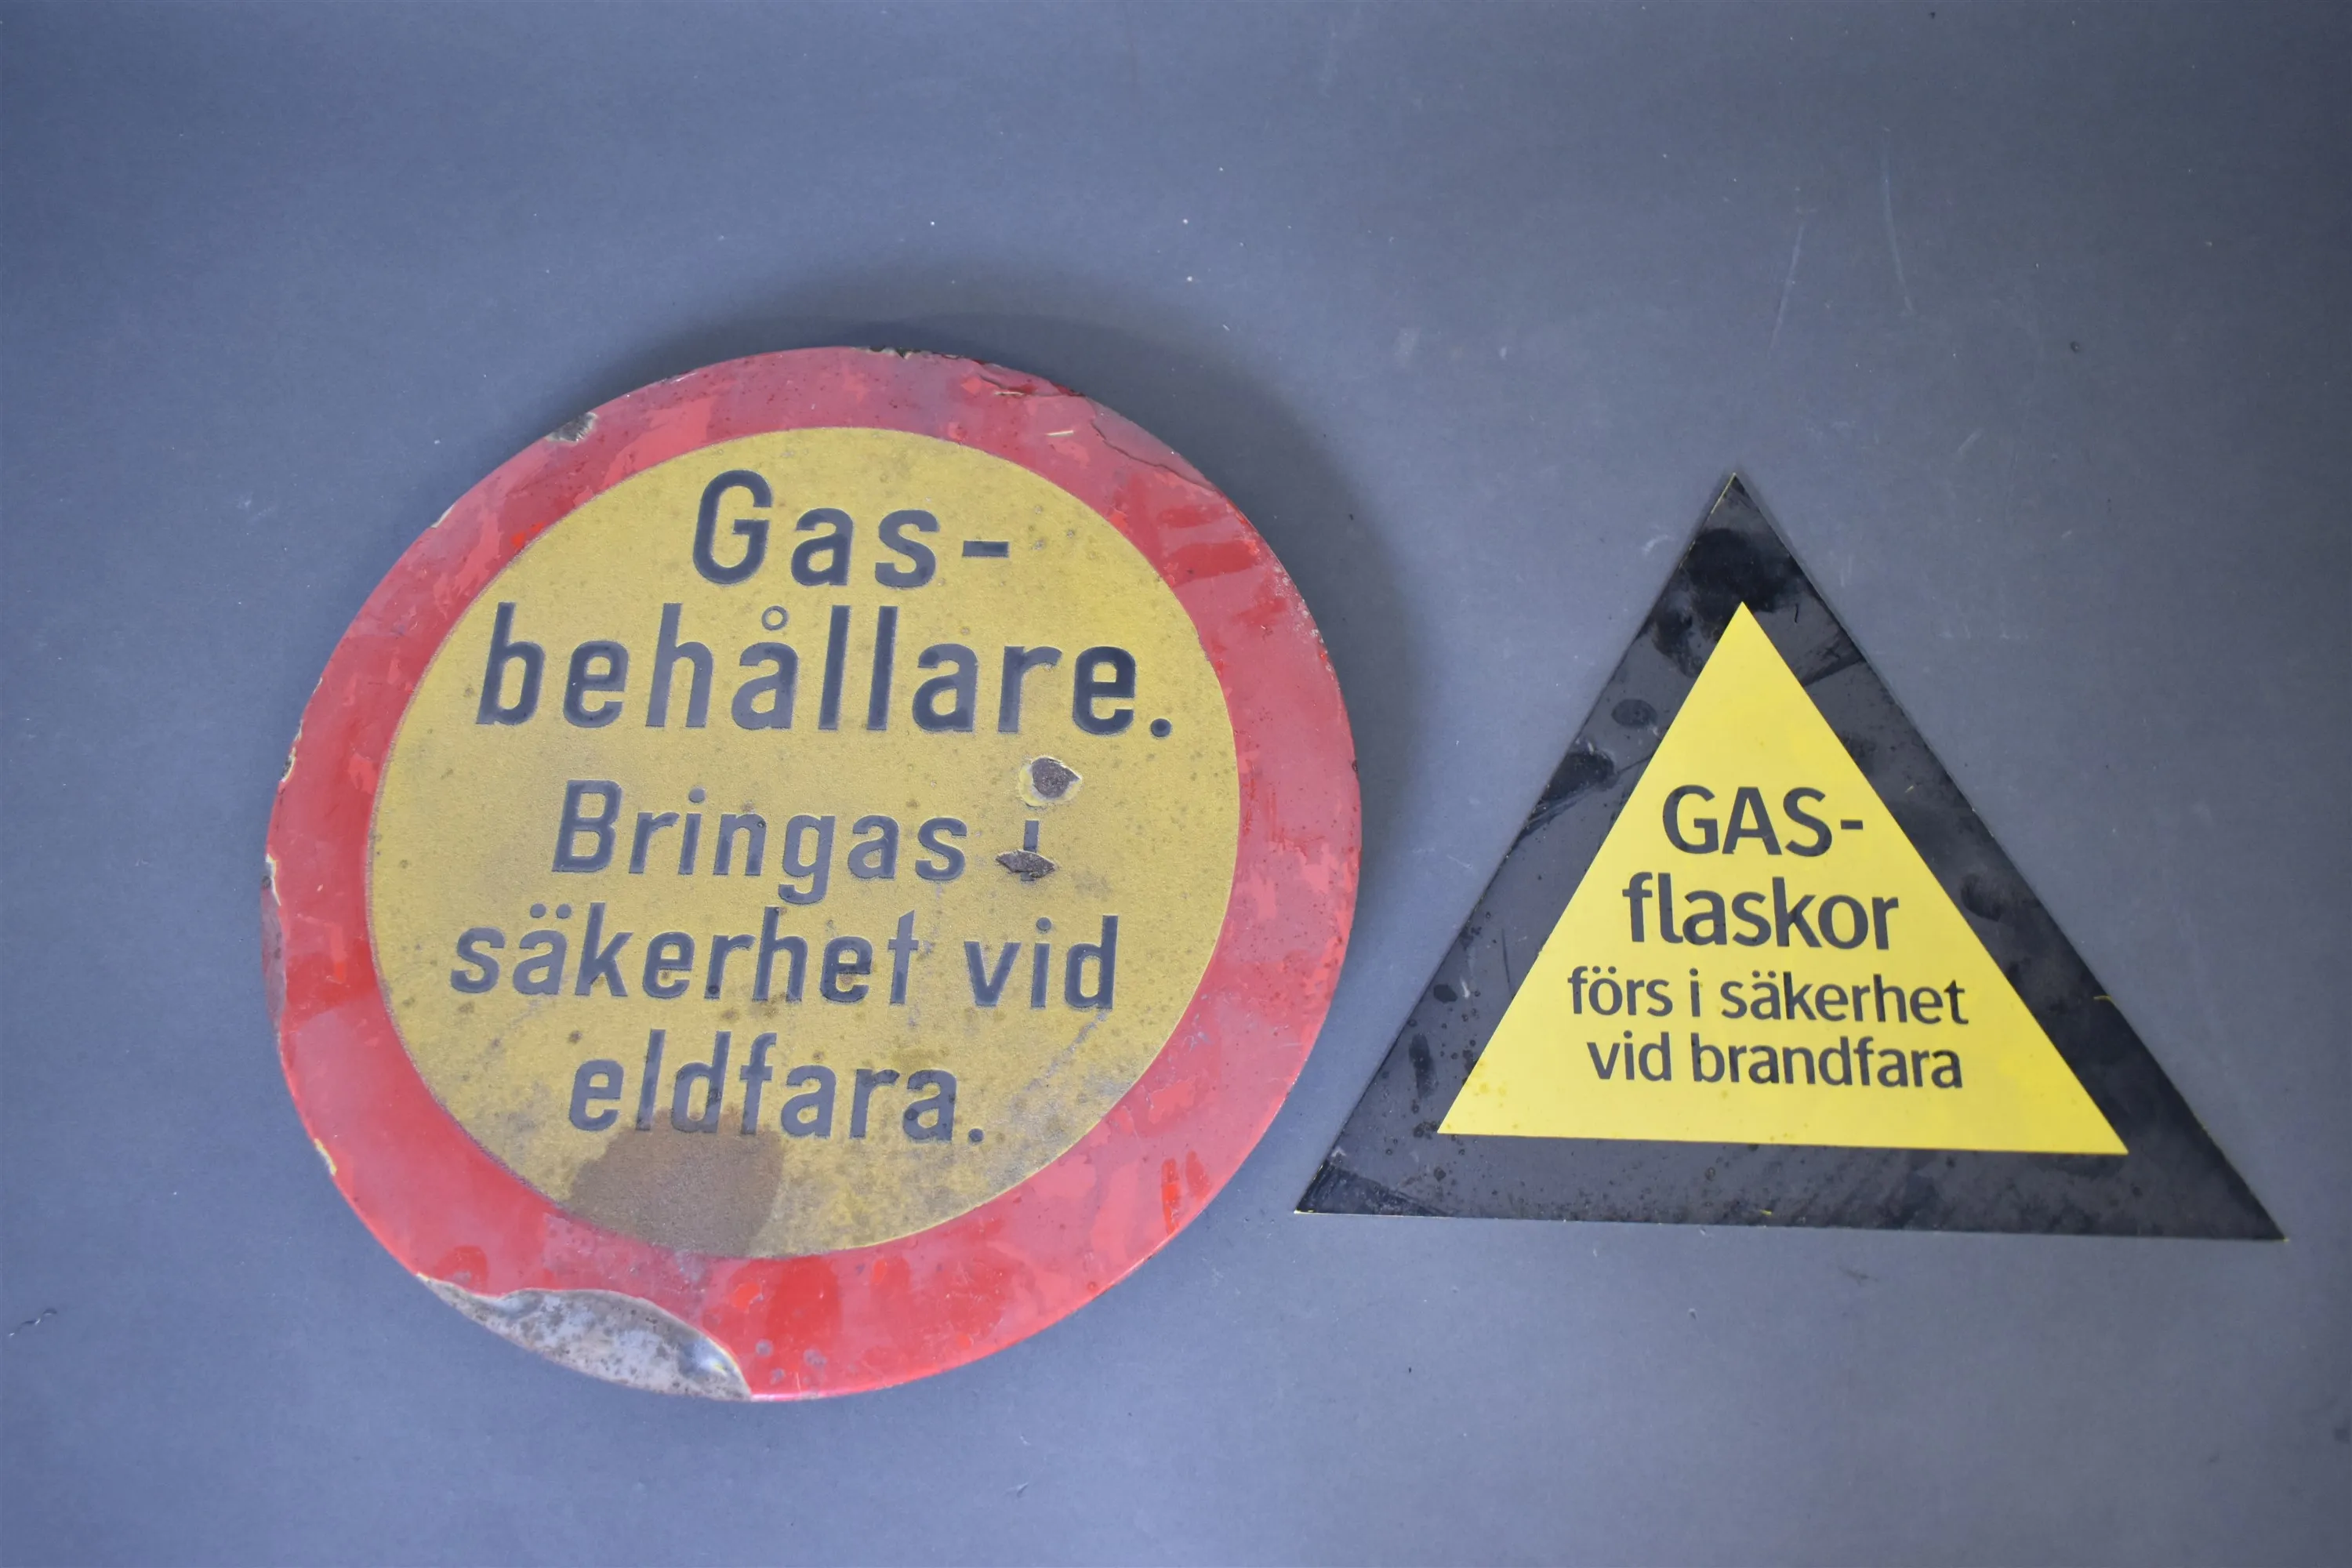 Gas-
behållare.
Bringas i
säkerhet vid
eldfara.
GAS-
flaskor
förs i säkerhet
vid brandfara